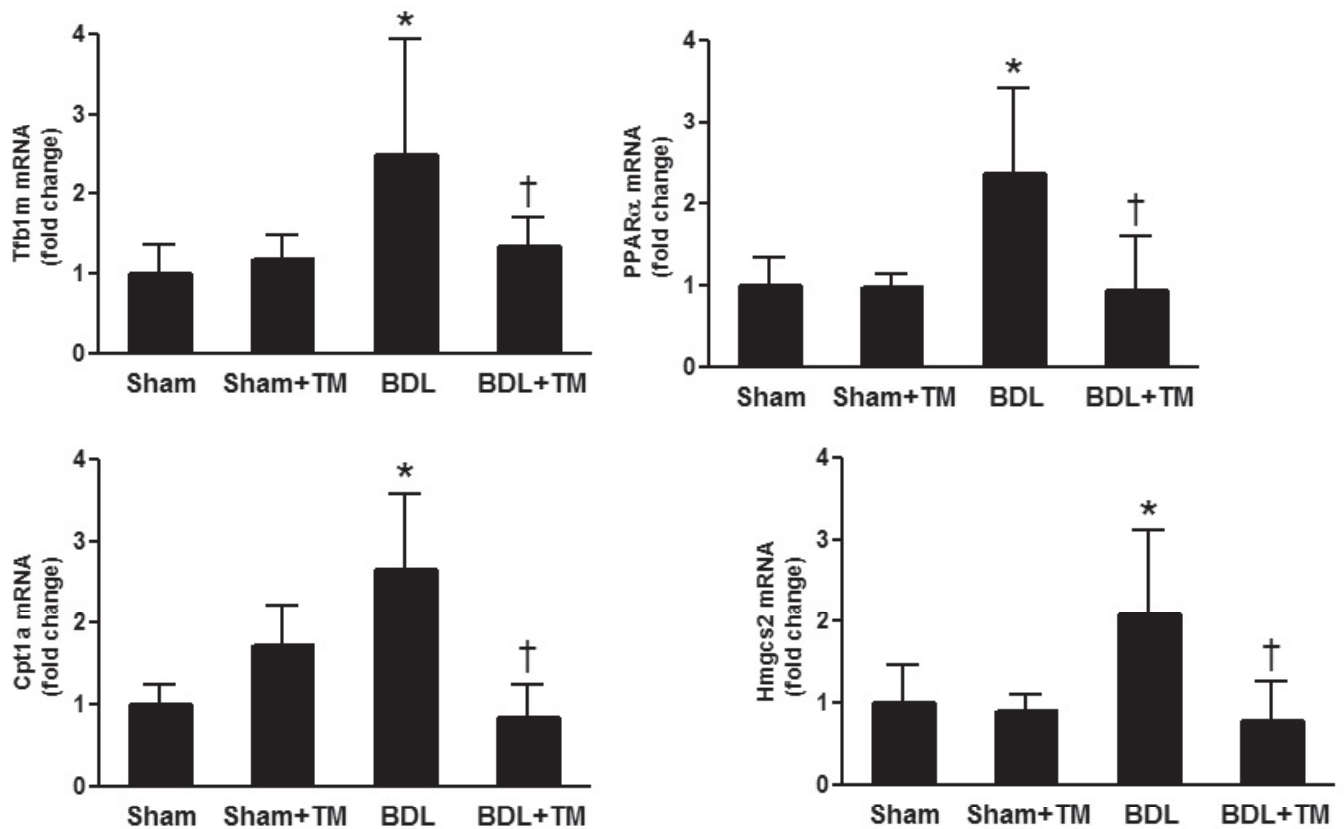 Tfb1m mRNA
(fold change)
4
3
2
1
0
*
†
Sham Sham+TM BDL BDL+TM
PPARα mRNA
(fold change)
4
3
2
1
0
*
†
Sham Sham+TM BDL BDL+TM
Cpt1a mRNA
(fold change)
4
3
2
1
0
*
†
Sham Sham+TM BDL BDL+TM
Hmgcs2 mRNA
(fold change)
4
3
2
1
0
*
†
Sham Sham+TM BDL BDL+TM